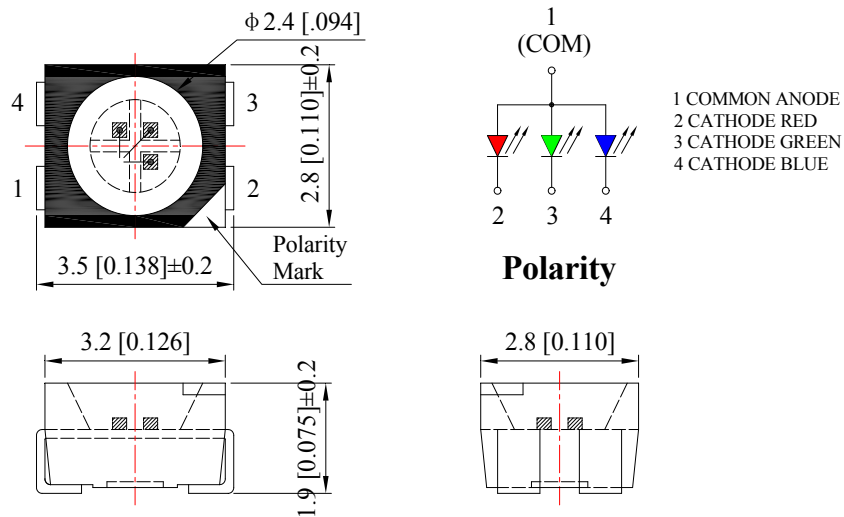 ф2.4 [.094]
4
3
1
2
2.8 [0.110]±0.2
3.5 [0.138]±0.2
Polarity
Mark
1
(COM)
2
3
4
Polarity
1 COMMON ANODE
2 CATHODE RED
3 CATHODE GREEN
4 CATHODE BLUE
3.2 [0.126]
1.9 [0.075]±0.2
2.8 [0.110]